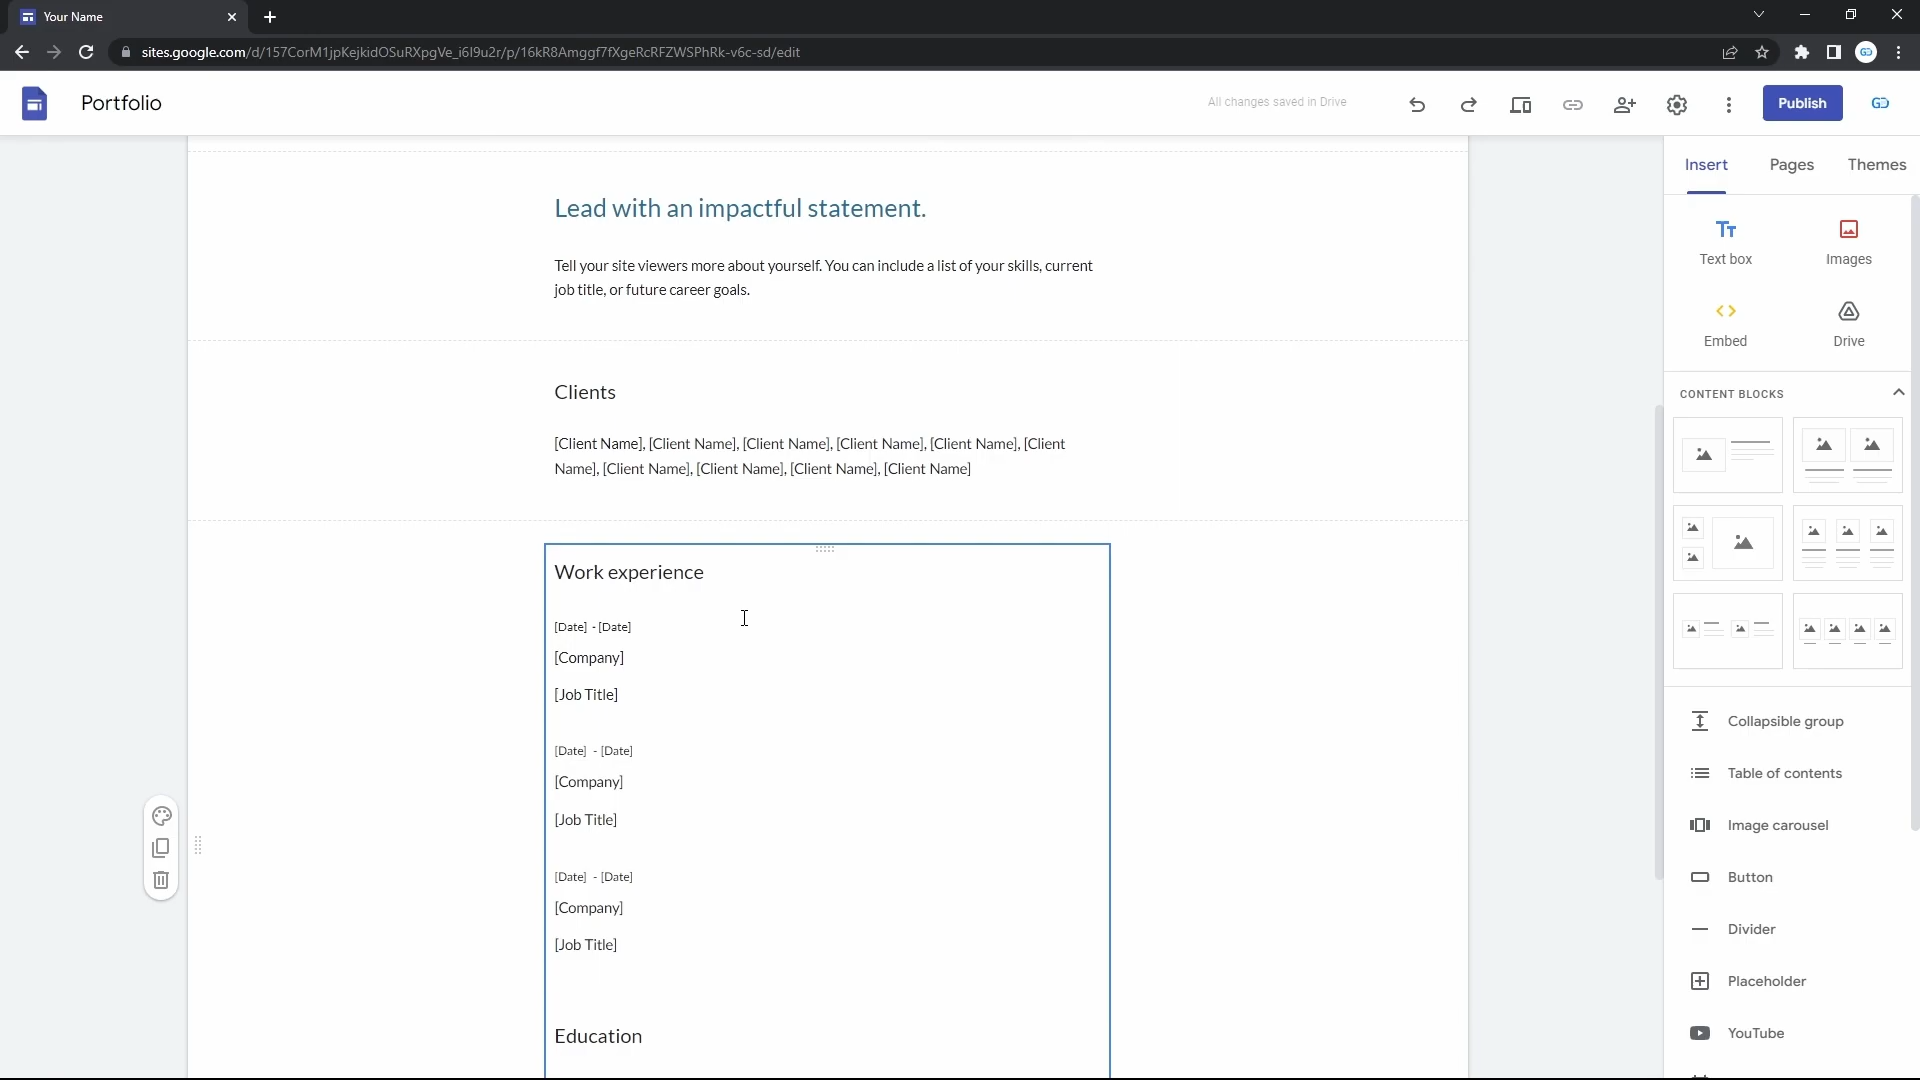 Your Name
sites.google.com/d/157CorM1jpKejkidOSuRXpgVe_i6I9u2r/p/16kR8Amggf7fXgeRcRFZWSPhRk-v6c-sd/edit
Portfolio
All changes saved in Drive
Publish
Insert
Pages
Themes
Lead with an impactful statement.
Tell your site viewers more about yourself. You can include a list of your skills, current
job title, or future career goals.
Clients
[Client Name], [Client Name], [Client Name], [Client Name], [Client Name], [Client
Name], [Client Name], [Client Name], [Client Name], [Client Name]
Work experience
[Date] - [Date]
[Company]
[Job Title]
[Date] - [Date]
[Company]
[Job Title]
[Date] - [Date]
[Company]
[Job Title]
Education
Text box
Images
Embed
Drive
CONTENT BLOCKS
Collapsible group
Table of contents
Image carousel
Button
Divider
Placeholder
YouTube